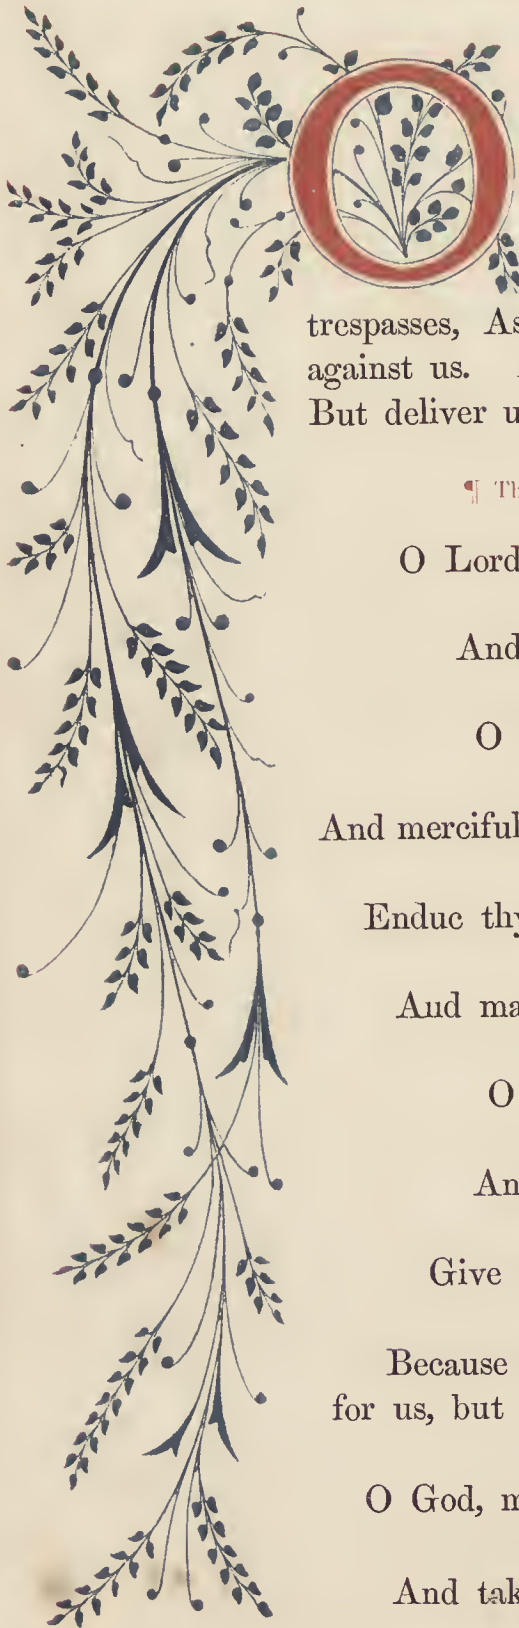 O
trespasses, As
against us.
But deliver u
¶ Th
O Lord
And
O
And merciful
Enduc thy
Aud ma
O
An
Give
Because
for us, but
O God, m
And tak